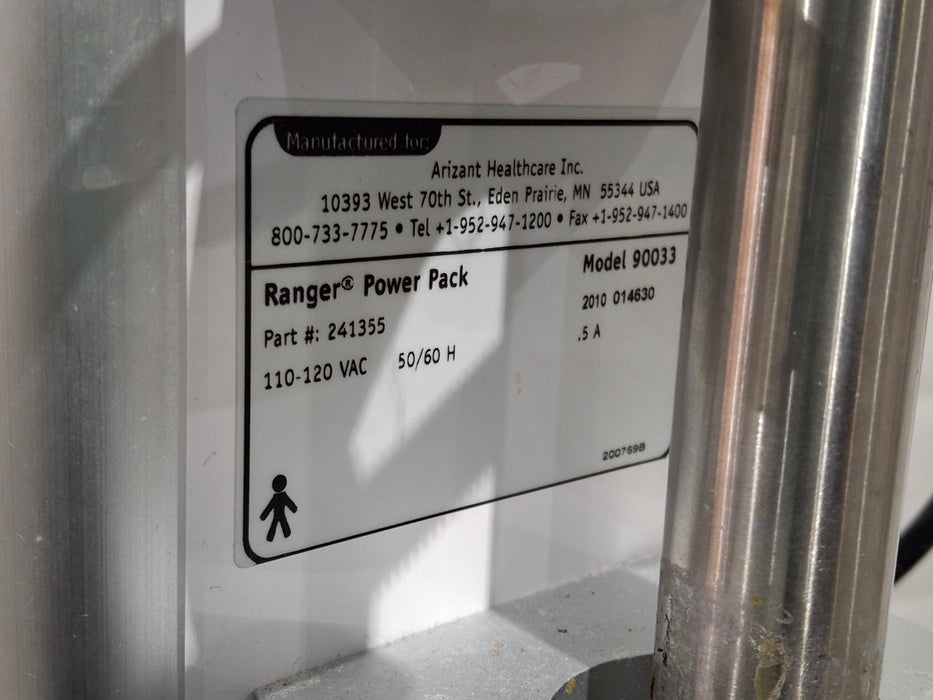 Manufactured for:
Arizant Healthcare Inc.
10393 West 70th St., Eden Prairie, MN 55344 USA
800-733-7775 • Tel +1-952-947-1200 • Fax +1-952-947-1400
Ranger® Power Pack
Model 90033
Part #: 241355
2010 014630
110-120 VAC 50/60 H
.5 A
200769B